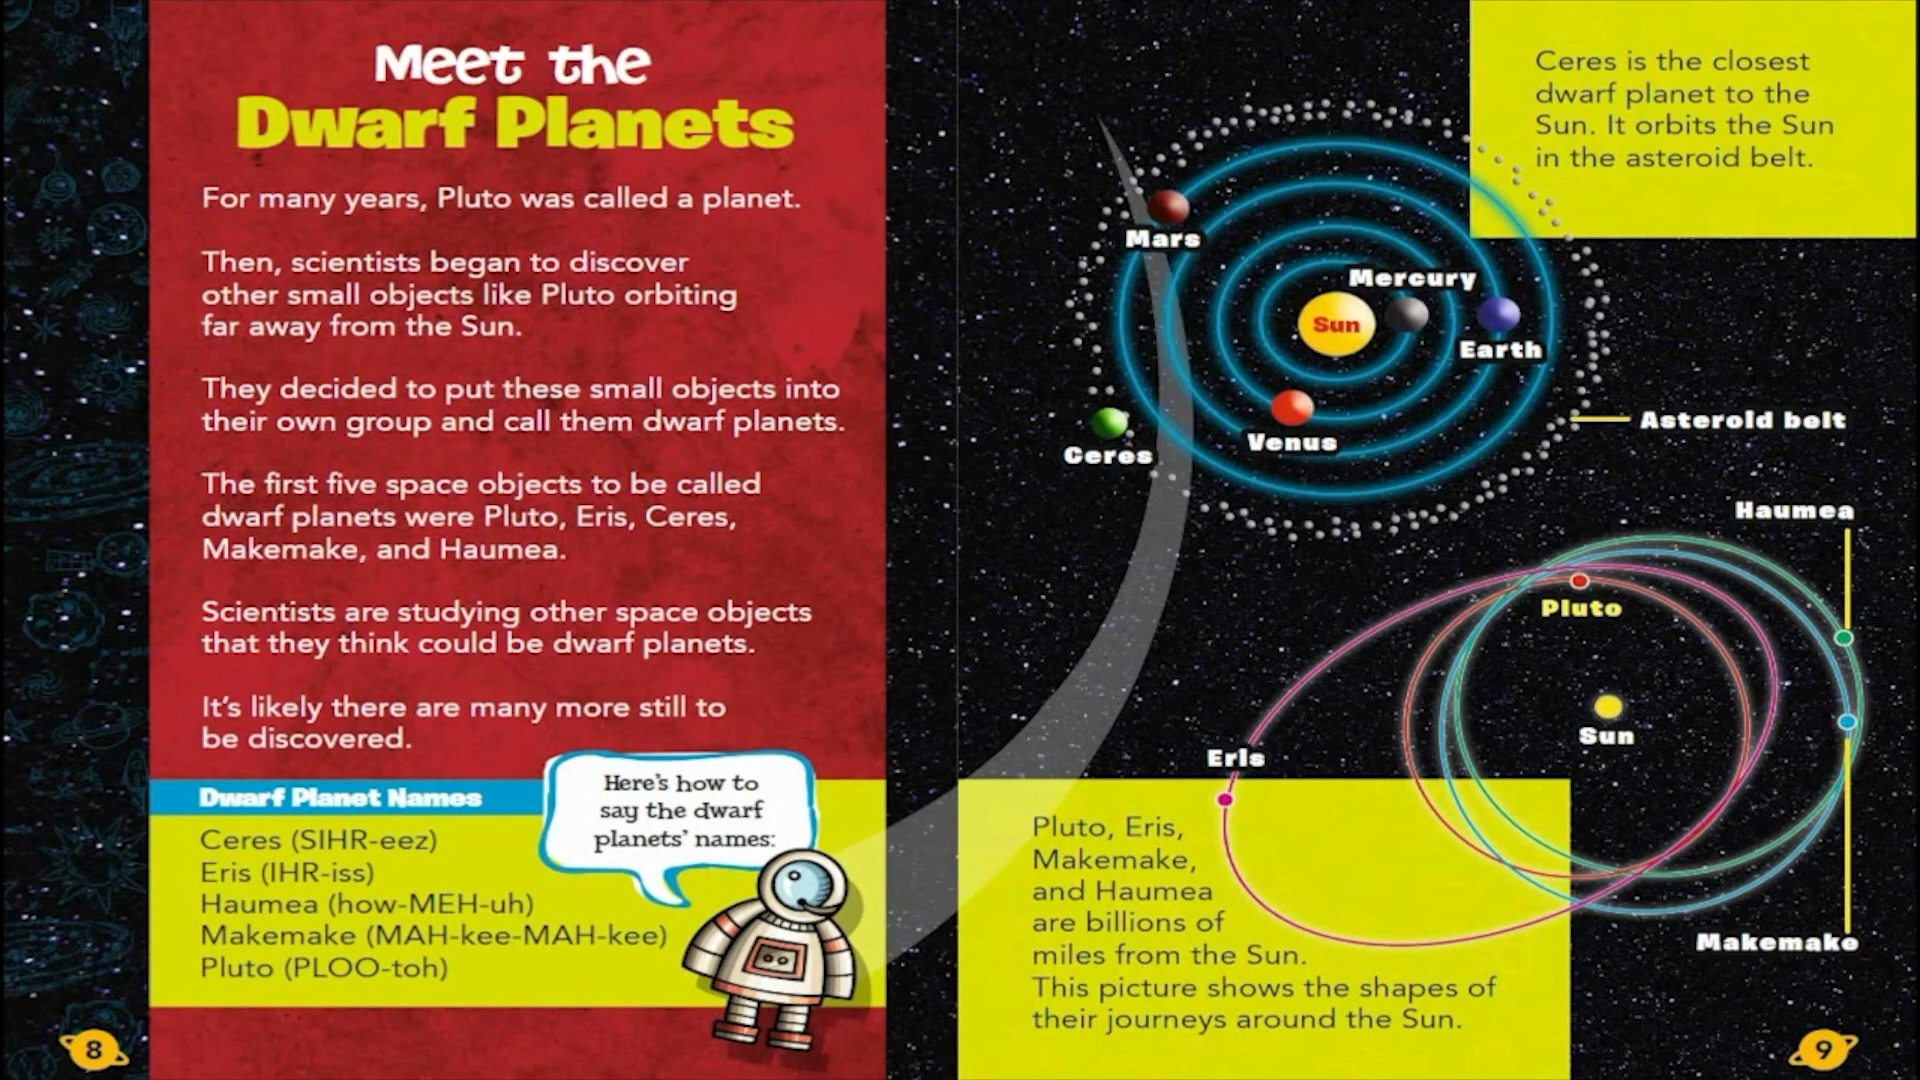 Meet the
Dwarf Planets
For many years, Pluto was called a planet.
Then, scientists began to discover
other small objects like Pluto orbiting
far away from the Sun.
They decided to put these small objects into
their own group and call them dwarf planets.
The first five space objects to be called
dwarf planets were Pluto, Eris, Ceres,
Makemake, and Haumea.
Scientists are studying other space objects
that they think could be dwarf planets.
It's likely there are many more still to
be discovered.
Dwarf Planet Names
Here's how to
say the dwarf
planets' names:
Ceres (SIHR-eez)
Eris (IHR-iss)
Haumea (how-MEH-uh)
Makemake (MAH-kee-MAH-kee)
Pluto (PLOO-toh)
8
Ceres is the closest
dwarf planet to the
Sun. It orbits the Sun
in the asteroid belt.
Mars
Mercury
Sun
Earth
Venus
Ceres
Asteroid belt
Haumea
Pluto
Sun
Eris
Makemake
Pluto, Eris,
Makemake,
and Haumea
are billions of
miles from the Sun.
This picture shows the shapes of
their journeys around the Sun.
9